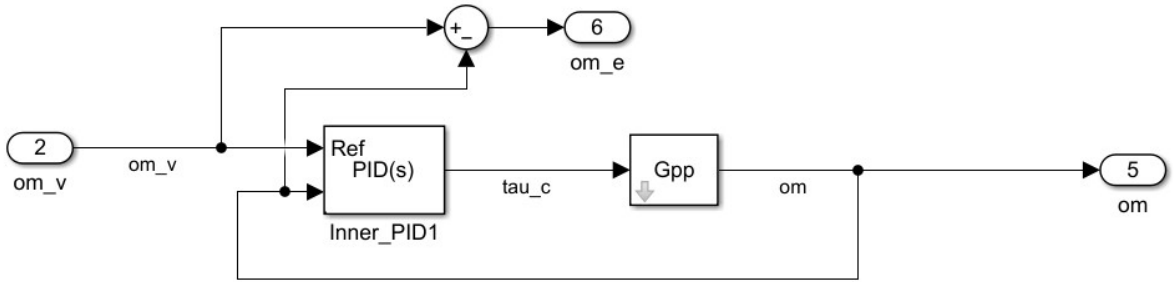 +
_
6
om_e
2
om_v
om_v
Ref
PID(s)
Inner_PID1
tau_c
Gpp
om
5
om